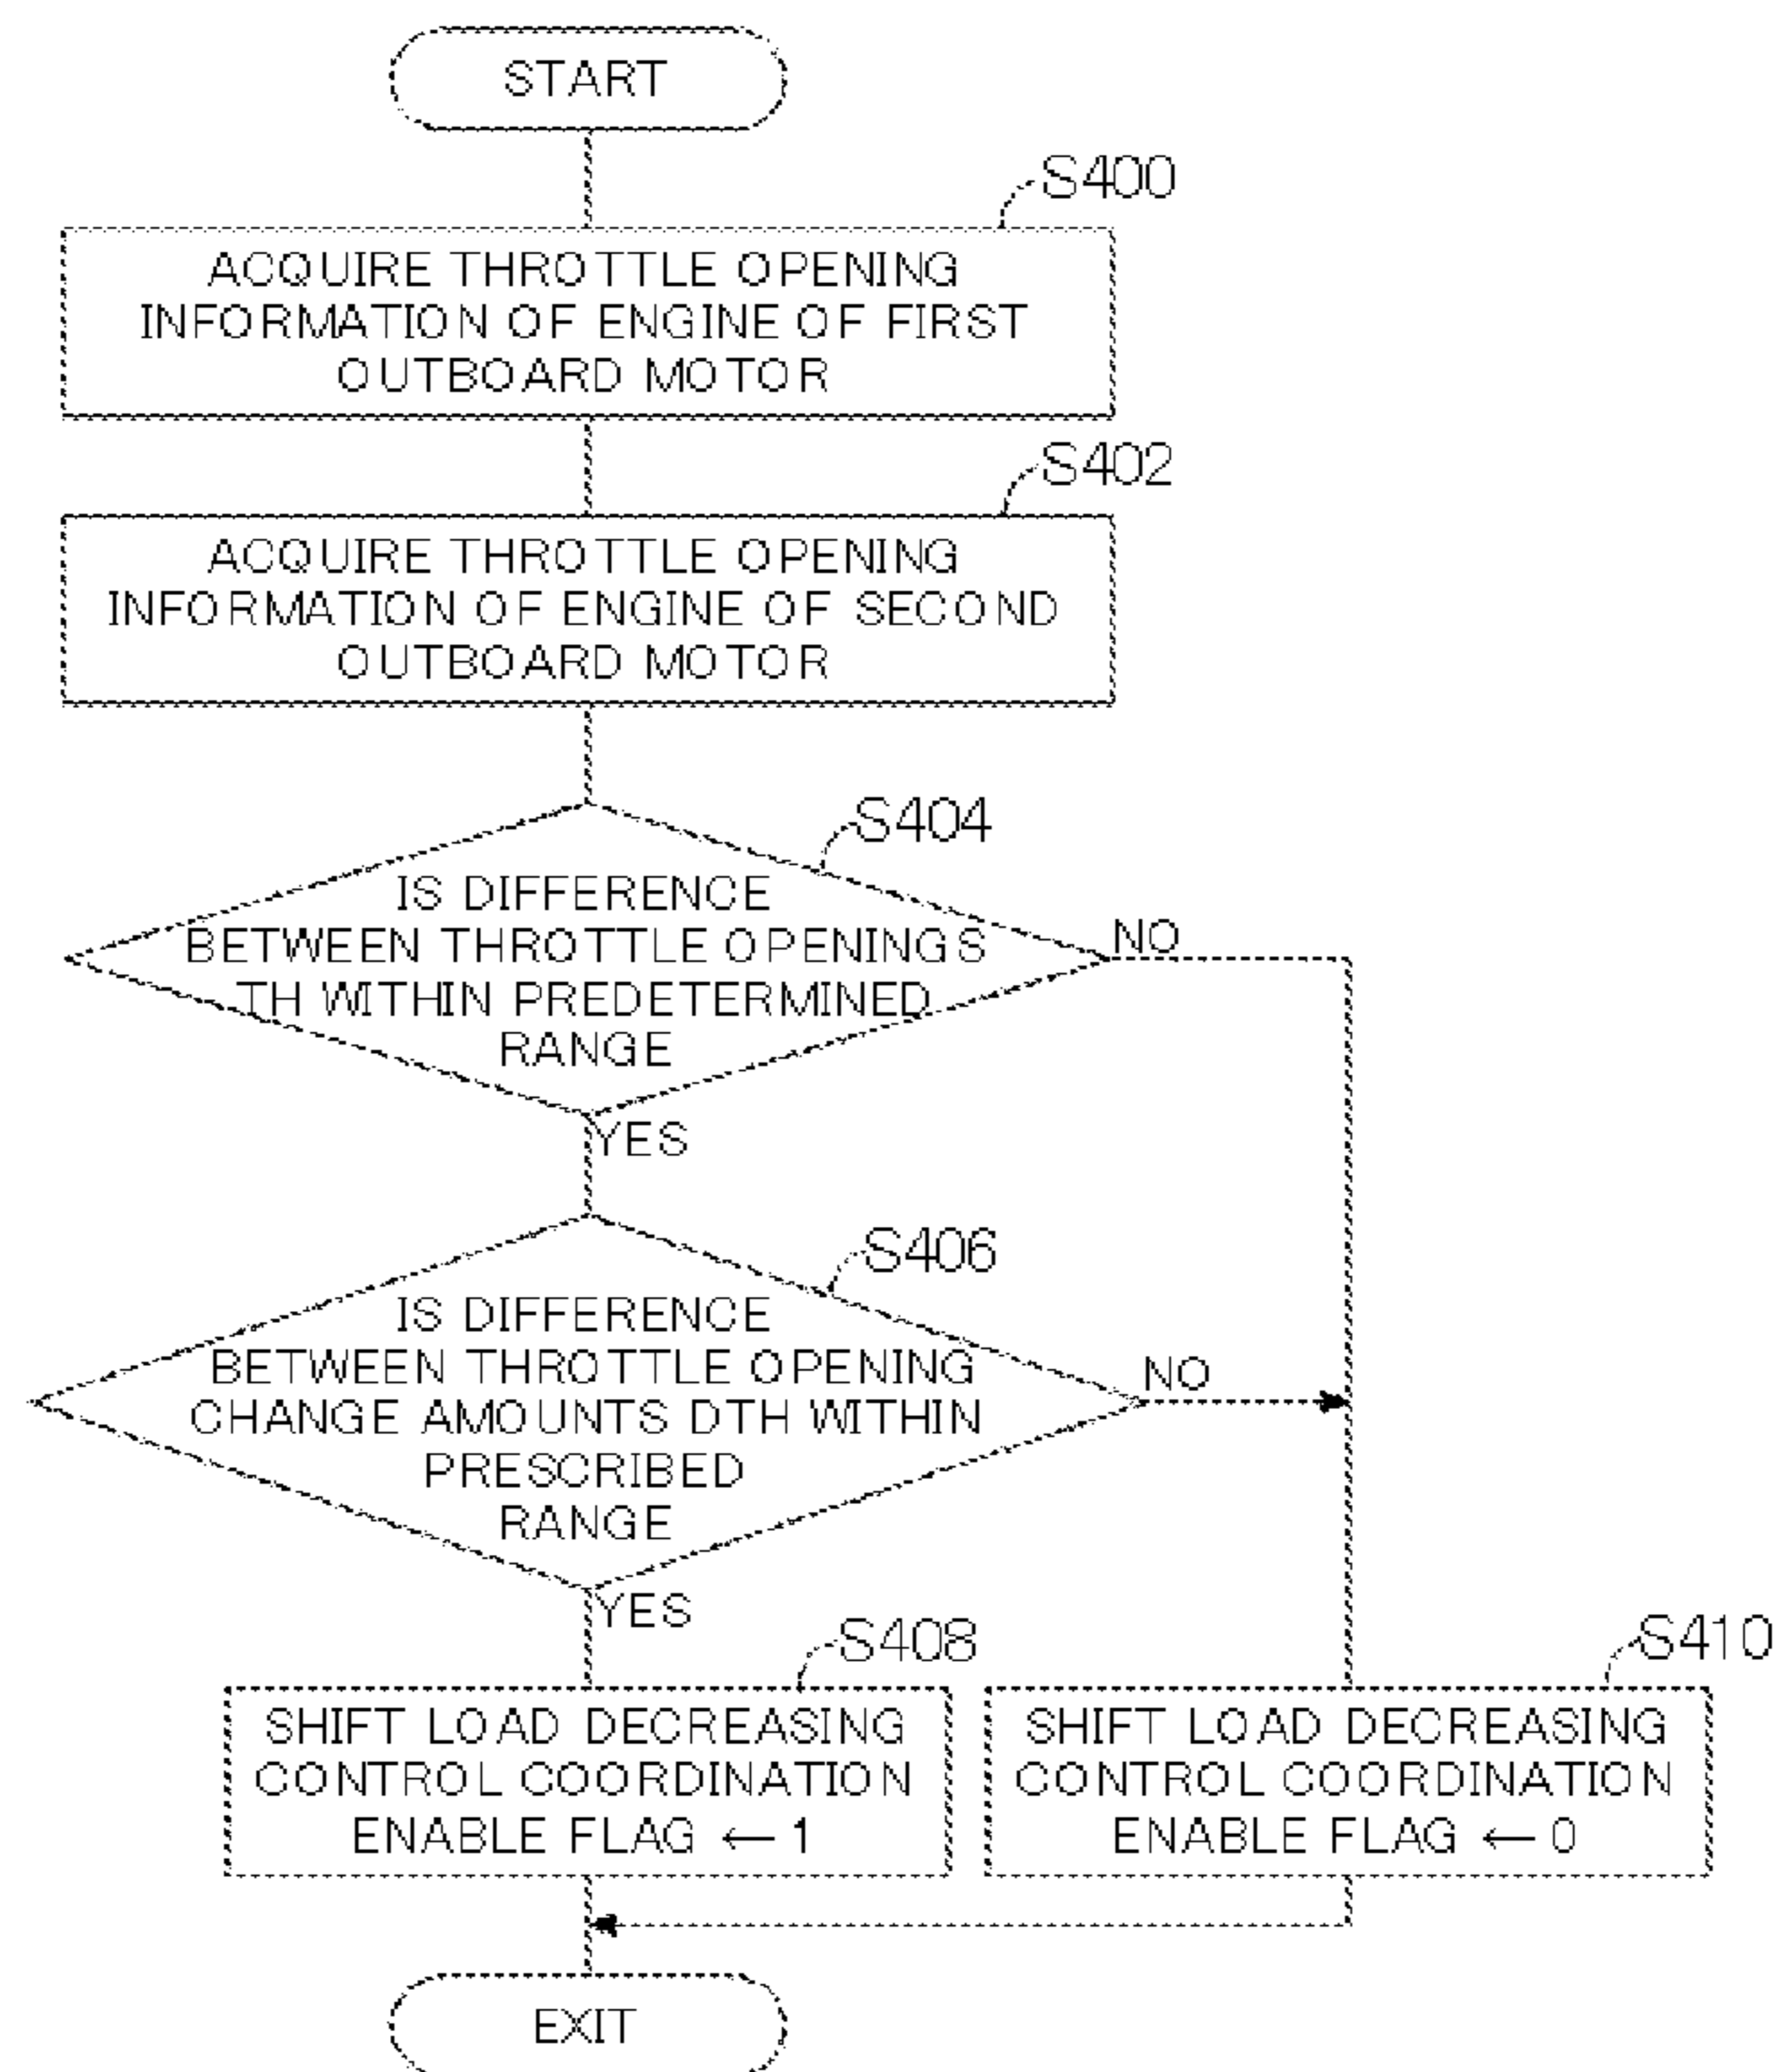 START
S400
ACQUIRE THROTTLE OPENING
INFORMATION OF ENGINE OF FIRST
OUTBOARD MOTOR
S402
ACQUIRE THROTTLE OPENING
INFORMATION OF ENGINE OF SECOND
OUTBOARD MOTOR
S404
IS DIFFERENCE
BETWEEN THROTTLE OPENINGS
TH WITHIN PREDETERMINED
RANGE
NO
YES
S406
IS DIFFERENCE
BETWEEN THROTTLE OPENING
CHANGE AMOUNTS DTH WITHIN
PRESCRIBED
RANGE
NO
YES
S408
SHIFT LOAD DECREASING
CONTROL COORDINATION
ENABLE FLAG ← 1
S410
SHIFT LOAD DECREASING
CONTROL COORDINATION
ENABLE FLAG ← 0
EXIT